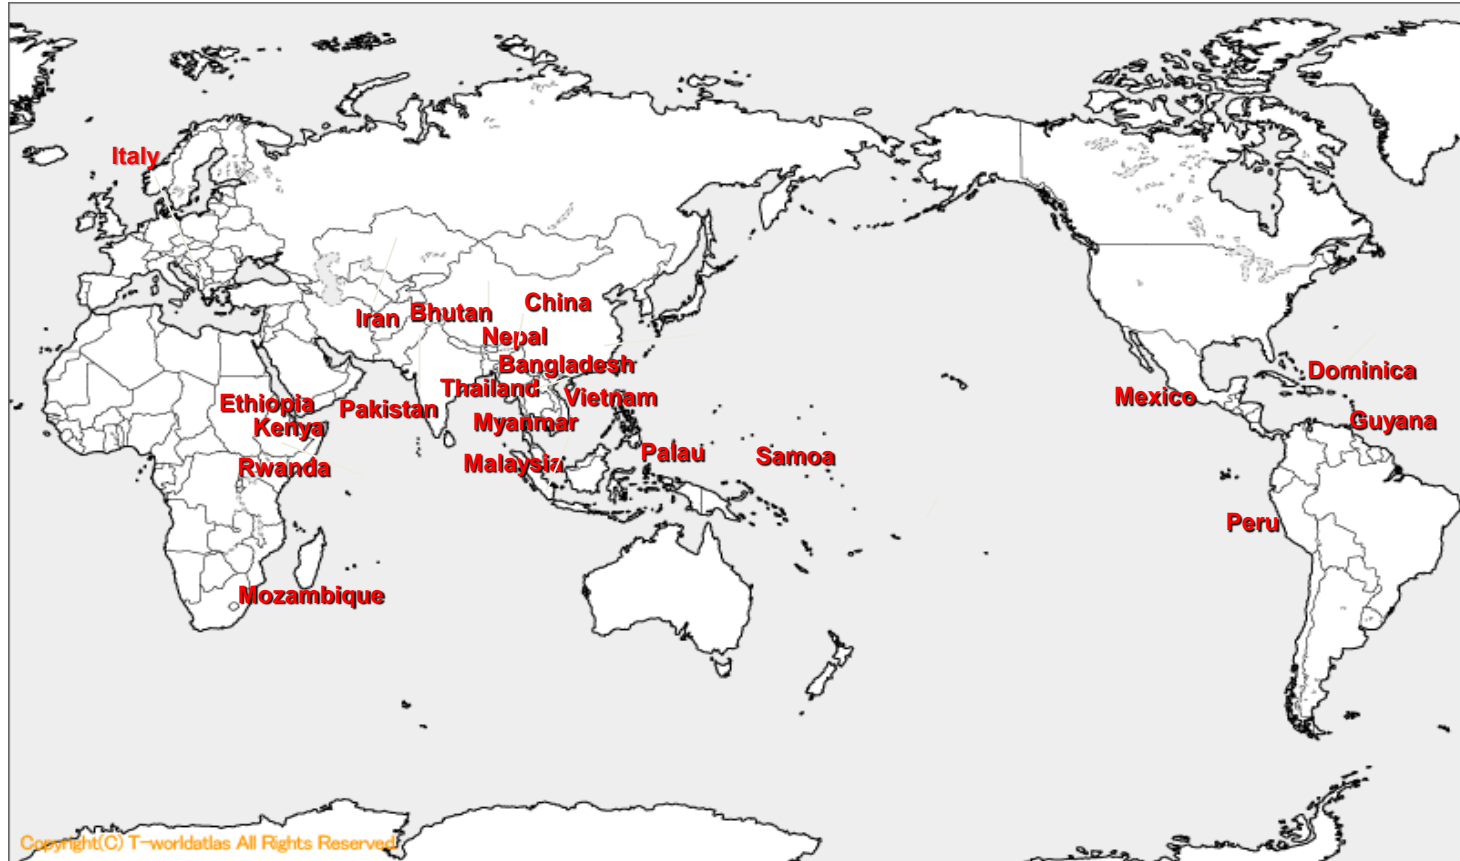 Italy
China
Bhutan
Iran
Nepal
Bangladesh
Dominica
Thailand
Vietnam
Mexico
Ethiopia
Pakistan
Guyana
Myanmar
Kenya
Palau
Samoa
Malaysia
Rwanda
Peru
Mozambique
Copyright(C) T-worldatlas All Rights Reserved